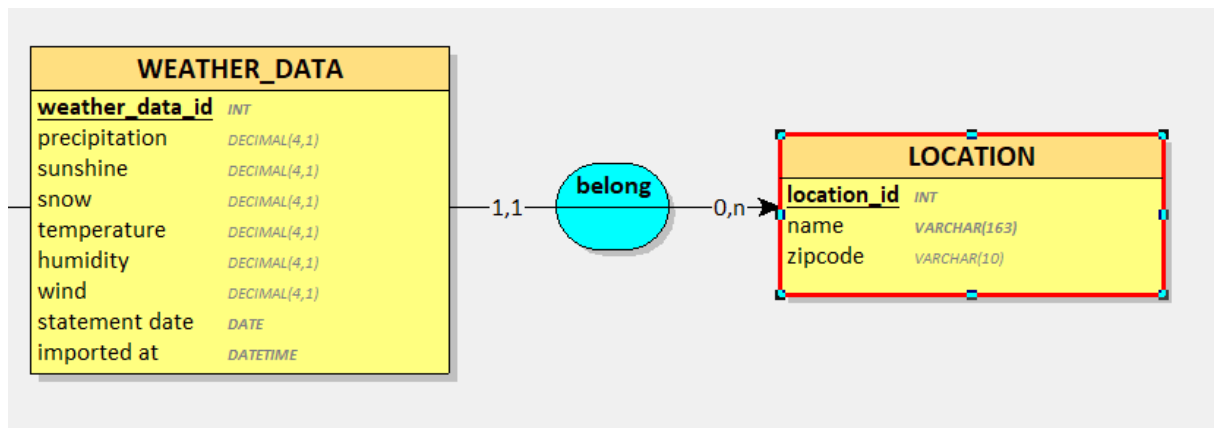 WEATHER_DATA
weather_data_id INT
precipitation DECIMAL(4,1)
sunshine DECIMAL(4,1)
snow DECIMAL(4,1)
temperature DECIMAL(4,1)
humidity DECIMAL(4,1)
wind DECIMAL(4,1)
statement date DATE
imported at DATETIME
1,1
belong
0,n
LOCATION
location_id INT
name VARCHAR(163)
zipcode VARCHAR(10)